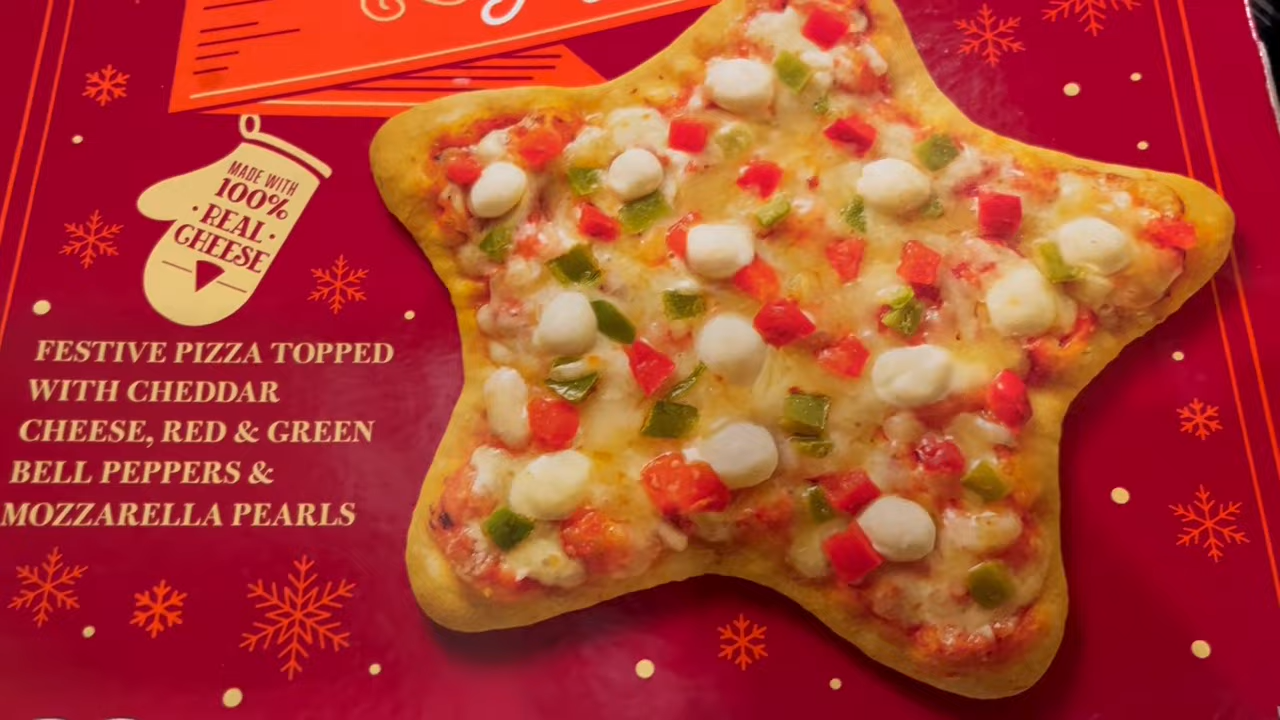 MADE WITH
100%
· REAL ·
CHEESE
FESTIVE PIZZA TOPPED
WITH CHEDDAR
CHEESE, RED & GREEN
BELL PEPPERS &
MOZZARELLA PEARLS